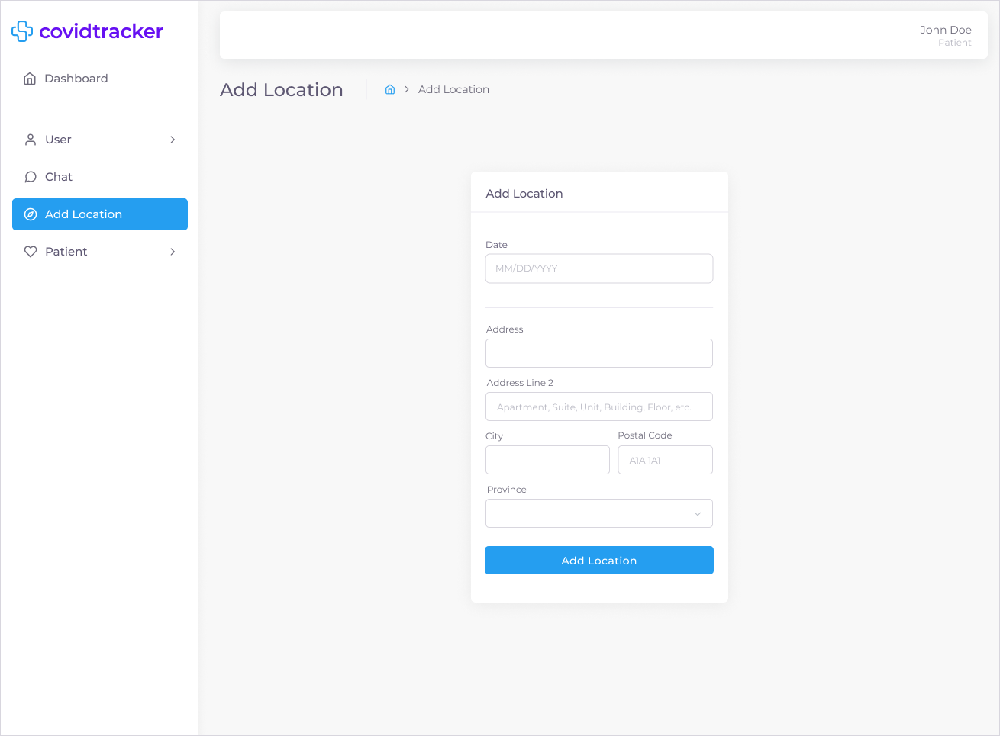 covidtracker
Dashboard
User
Chat
Add Location
Patient
John Doe
Patient
Add Location
Add Location
Add Location
Date
MM/DD/YYYY
Address
Address Line 2
Apartment, Suite, Unit, Building, Floor, etc.
City
Postal Code
A1A 1A1
Province
Add Location